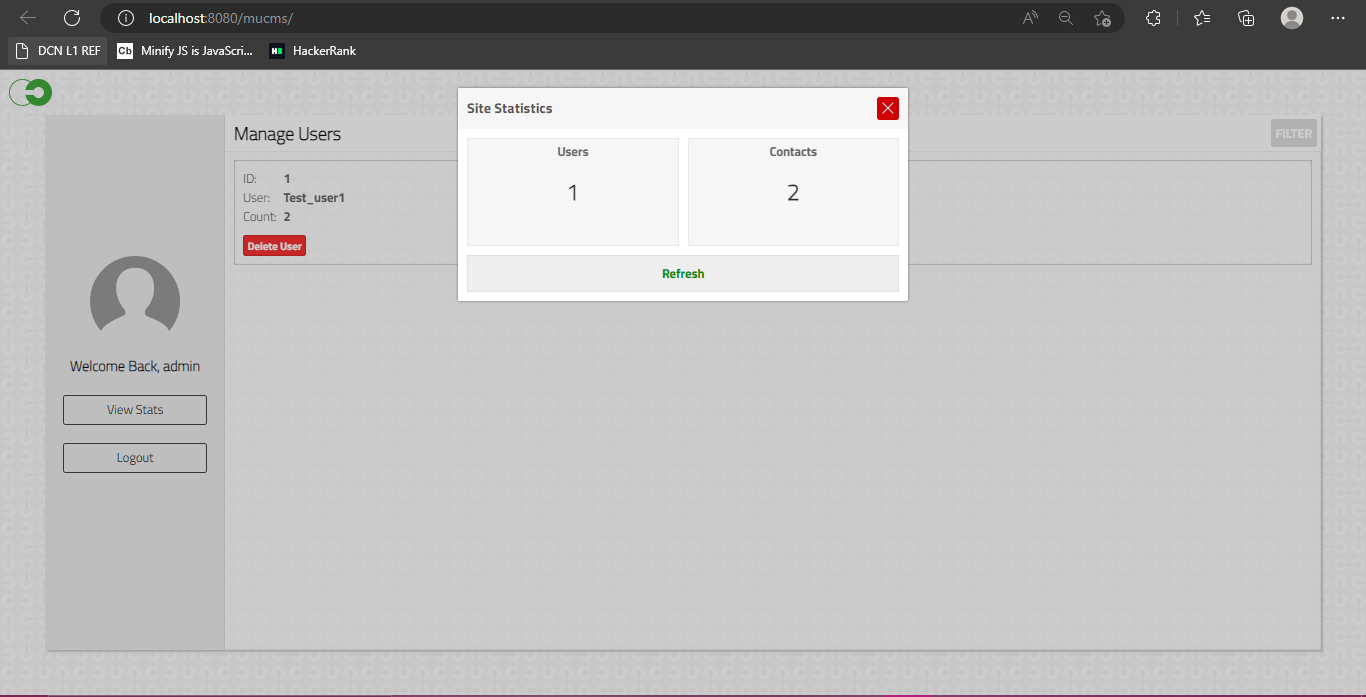 localhost:8080/mucms/
DCN L1 REF
Cb
Minify JS is JavaScri...
H
HackerRank
Site Statistics
Users
1
Contacts
2
Refresh
Manage Users
FILTER
ID: 1
User: Test_user1
Count: 2
Delete User
Welcome Back, admin
View Stats
Logout